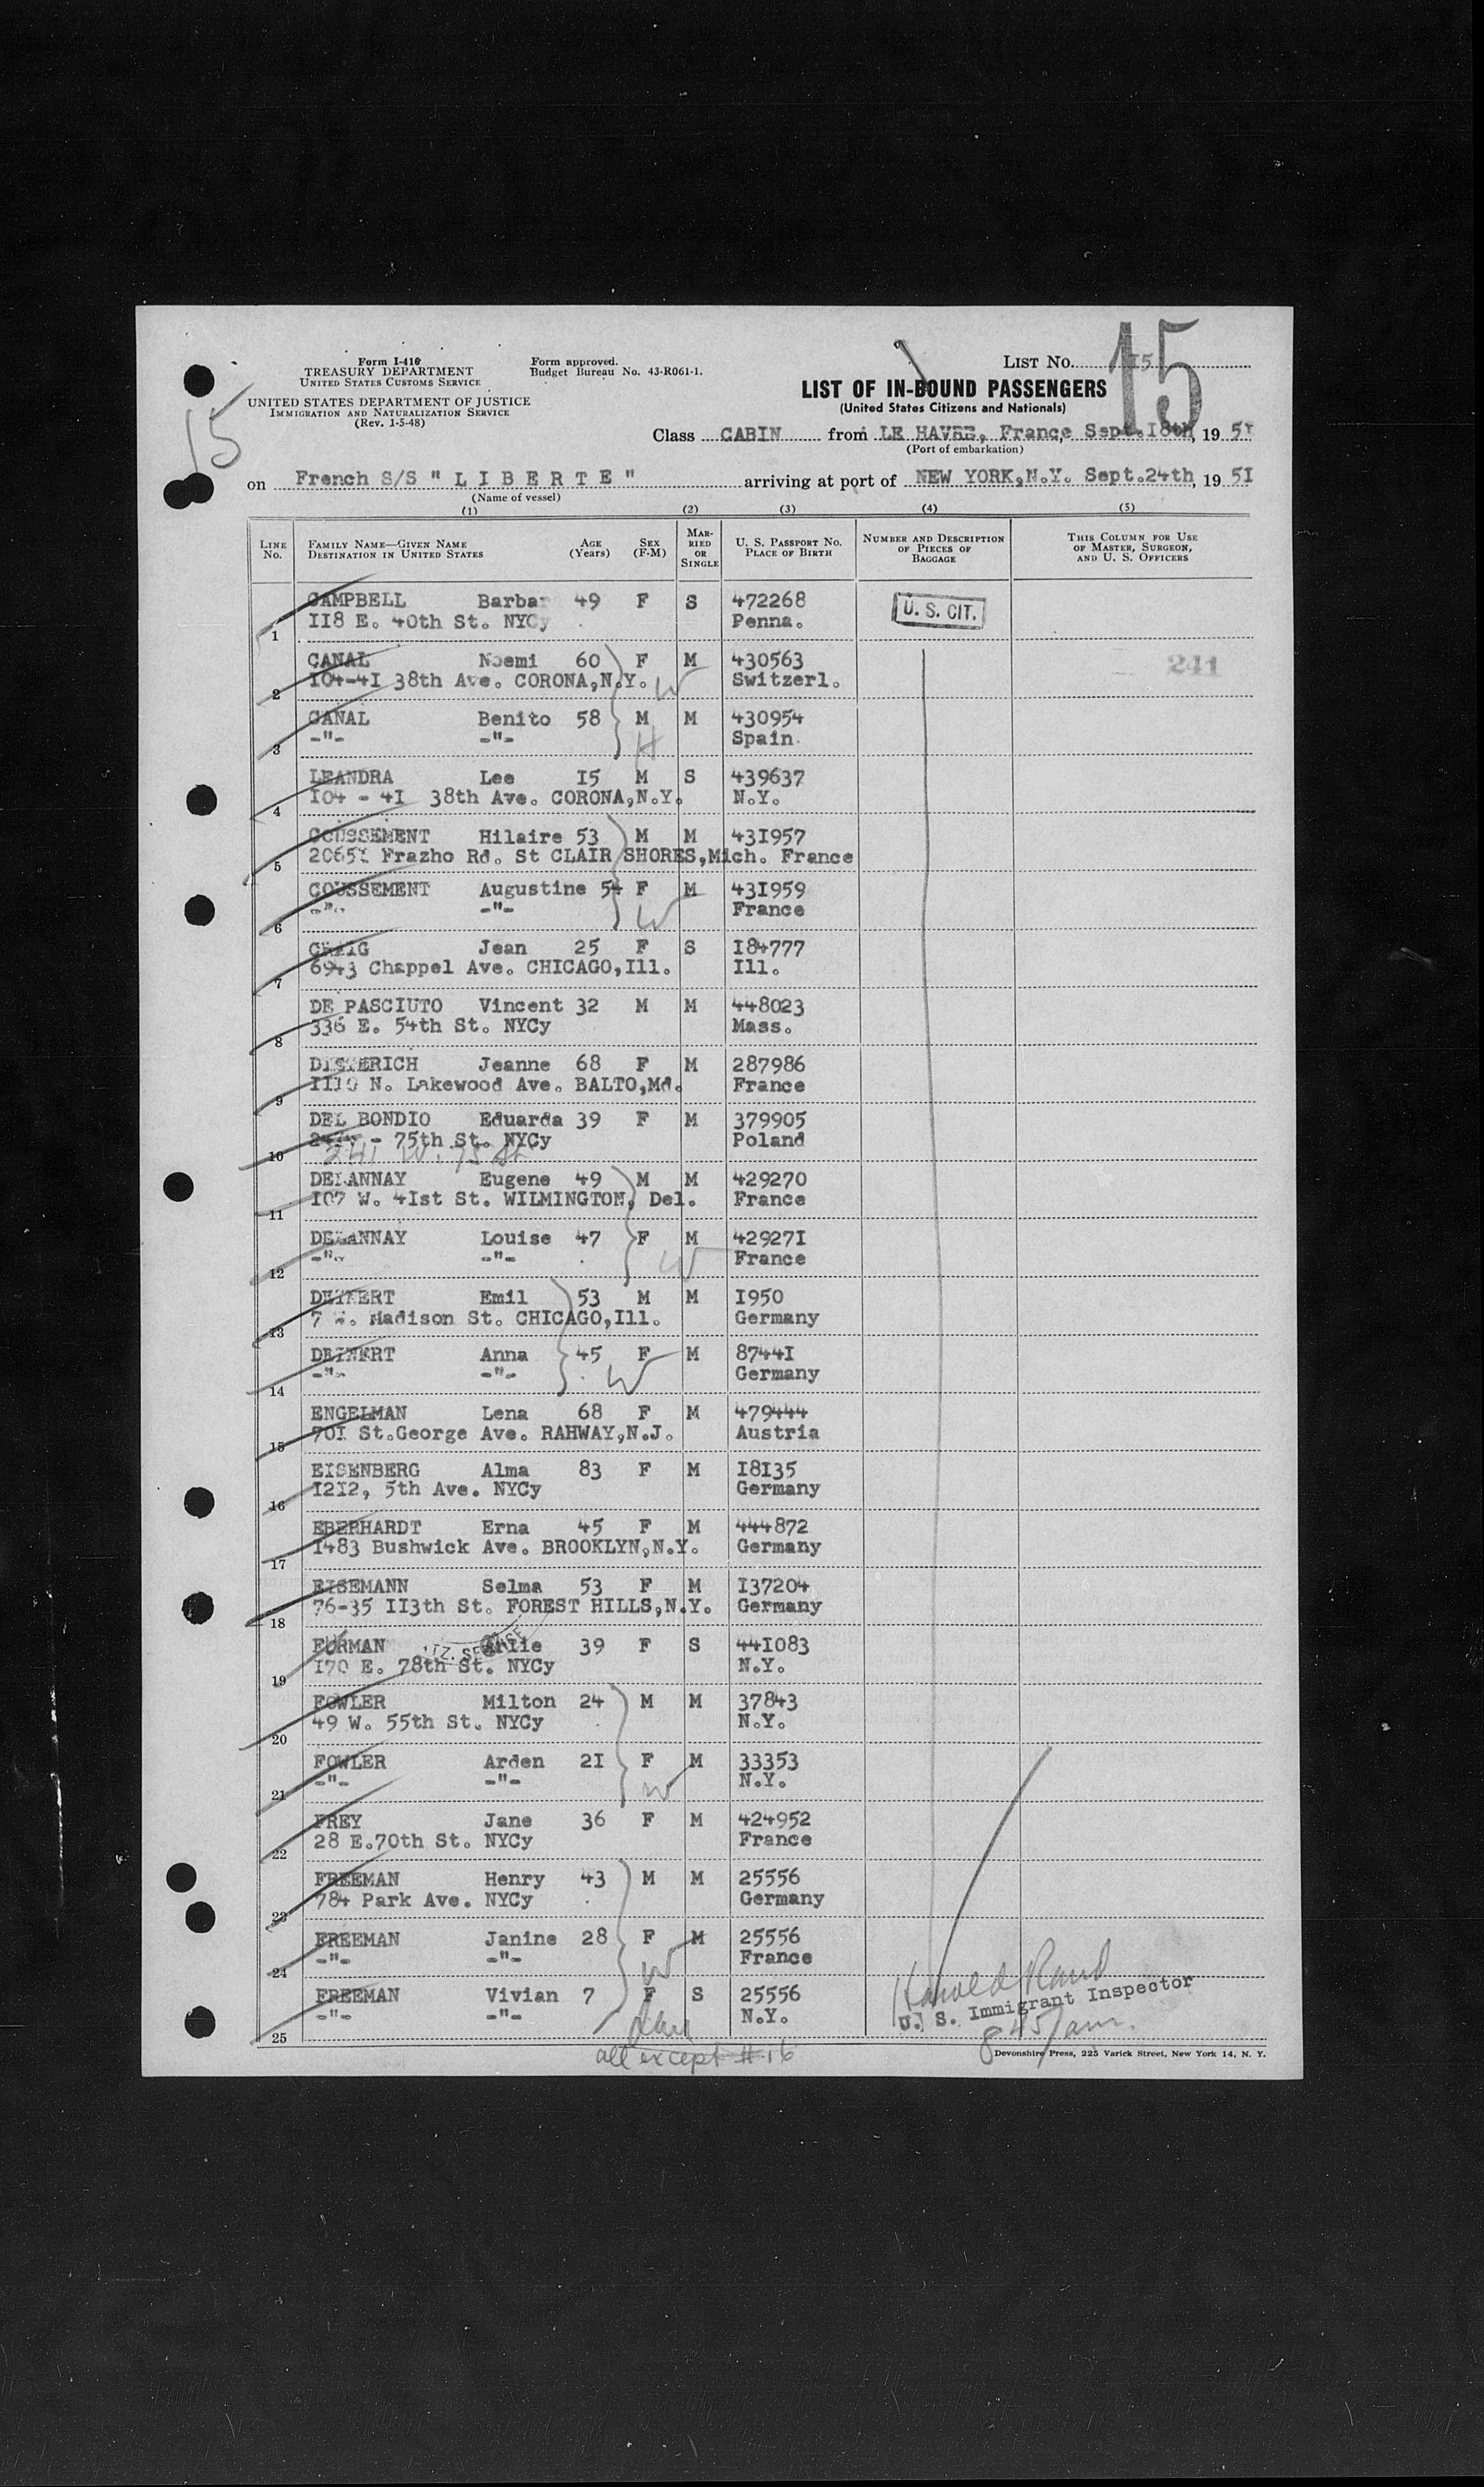 Form I-416
TREASURY DEPARTMENT
UNITED STATES CUSTOMS SERVICE
UNITED STATES DEPARTMENT OF JUSTICE
IMMIGRATION AND NATURALIZATION SERVICE
(Rev. 1-5-48)
Form approved.
Budget Bureau No. 43-R061-1.
LIST No. 15
15
15
LIST OF IN-BOUND PASSENGERS
(United States Citizens and Nationals)
Class CABIN from LE HAVRE, France, Sept.18th, 1951
(Port of embarkation)
on French S/S " L I B E R T E " arriving at port of NEW YORK,N.Y. Sept.24th, 1951
(Name of vessel)
(1) (2) (3) (4) (5)
LINE No. FAMILY NAME—GIVEN NAME DESTINATION IN UNITED STATES AGE (Years) SEX (F-M) MARRIED OR SINGLE U. S. PASSPORT No. PLACE OF BIRTH NUMBER AND DESCRIPTION OF PIECES OF BAGGAGE THIS COLUMN FOR USE OF MASTER, SURGEON, AND U. S. OFFICERS
CAMPBELL Barbar 49 F S 472268 U. S. CIT.
1 118 E. 40th St. NYCy Penna.
CANAL Noemi 60 F M 430563 241
2 104-41 38th Ave. CORONA,N.Y. W Switzerl.
CANAL Benito 58 M M 430954
3 -"- -"- H Spain
LEANDRA Lee 15 M S 439637
4 104 - 41 38th Ave. CORONA,N.Y. N.Y.
COUSSEMENT Hilaire 53 M M 431957
5 20651 Frazho Rd. St CLAIR SHORES,Mich. France
COUSSEMENT Augustine 54 F M 431959
6 -"- -"- W France
CRAIG Jean 25 F S 184777
7 6943 Chappel Ave. CHICAGO,Ill. Ill.
DE PASCIUTO Vincent 32 M M 448023
8 336 E. 54th St. NYCy Mass.
DIETERICH Jeanne 68 F M 287986
9 1110 N. Lakewood Ave. BALTO,Md. France
DEL BONDIO Eduarda 39 F M 379905
- 75th St. NYCy Poland
10 241 W. 75 St
DELANNAY Eugene 49 M M 429270
11 107 W. 41st St. WILMINGTON, Del. France
DELANNAY Louise 47 F M 429271
12 -"- -"- W France
DEINERT Emil 53 M M 1950
13 7 W. Madison St. CHICAGO,Ill. Germany
DEINERT Anna 45 F M 87441
14 -"- -"- W Germany
ENGELMAN Lena 68 F M 479444
15 701 St.George Ave. RAHWAY,N.J. Austria
EISENBERG Alma 83 F M 18135
16 1212, 5th Ave. NYCy Germany
EBERHARDT Erna 45 F M 444872
17 1483 Bushwick Ave. BROOKLYN,N.Y. Germany
EISEMANN Selma 53 F M 137204
18 76-35 113th St. FOREST HILLS,N.Y. Germany
FURMAN Arlie 39 F S 441083
19 170 E. 78th St. NYCy N.Y.
FOWLER Milton 24 M M 37843
20 49 W. 55th St. NYCy N.Y.
FOWLER Arden 21 F M 33353
21 -"- -"- W N.Y.
FREY Jane 36 F M 424952
22 28 E.70th St. NYCy France
FREEMAN Henry 43 M M 25556
23 784 Park Ave. NYCy Germany
FREEMAN Janine 28 F M 25556
24 -"- -"- W France
FREEMAN Vivian 7 F S 25556
25 -"- -"- Dau N.Y.
Harold Rand
U. S. Immigrant Inspector
845 am.
all except #16
Devonshire Press, 225 Varick Street, New York 14, N. Y.